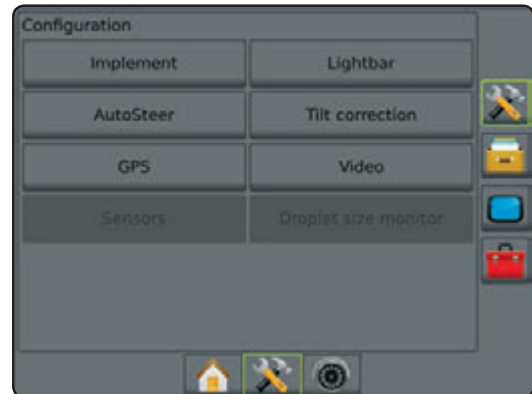 Configuration
Implement
Lightbar
AutoSteer
Tilt correction
GPS
Video
Sensors
Droplet size monitor